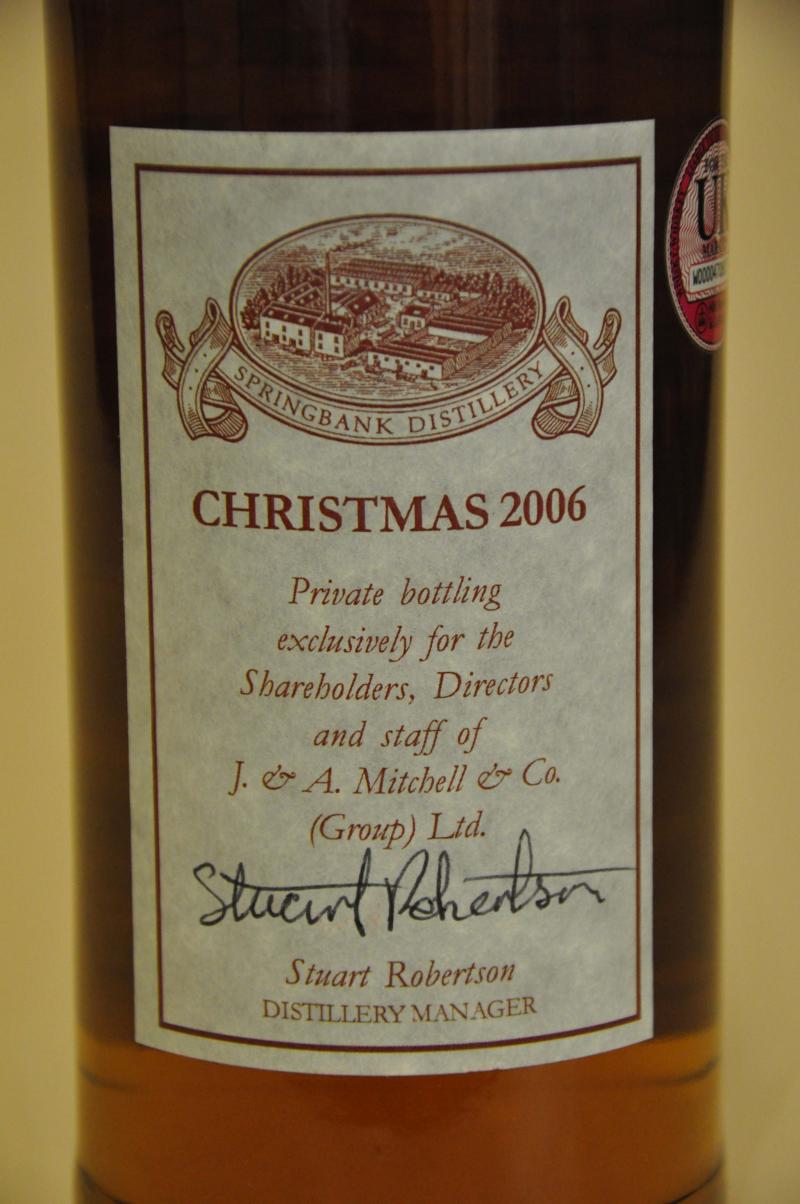 SPRINGBANK DISTILLERY
CHRISTMAS 2006
Private bottling
exclusively for the
Shareholders, Directors
and staff of
J. & A. Mitchell & Co.
(Group) Ltd.
Stuart Robertson
Stuart Robertson
DISTILLERY MANAGER